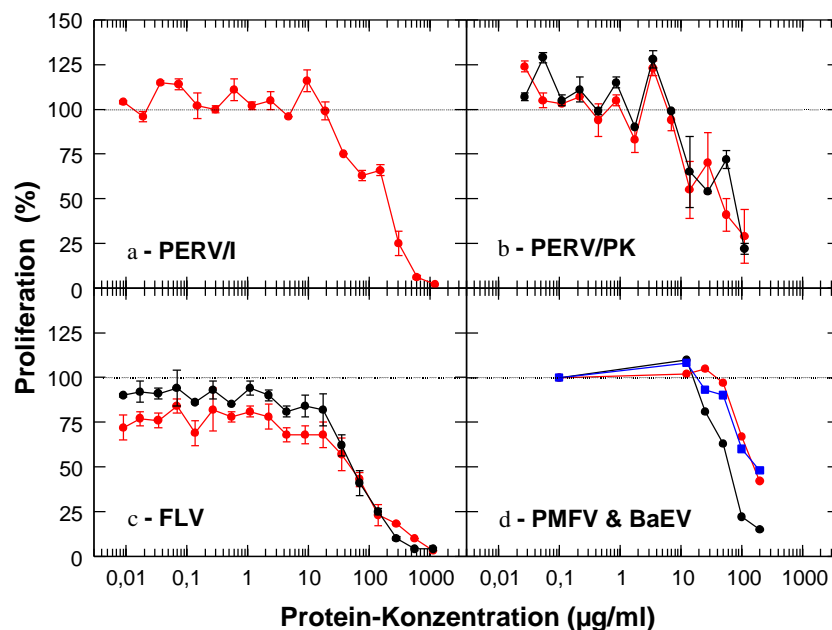 Proliferation (%)
150
125
100
75
50
25
0
a - PERV/I
b - PERV/PK
125
100
75
50
25
0
c - FLV
d - PMFV & BaEV
0,01 0,1 1 10 100 1000
0,01 0,1 1 10 100 1000
Protein-Konzentration (µg/ml)